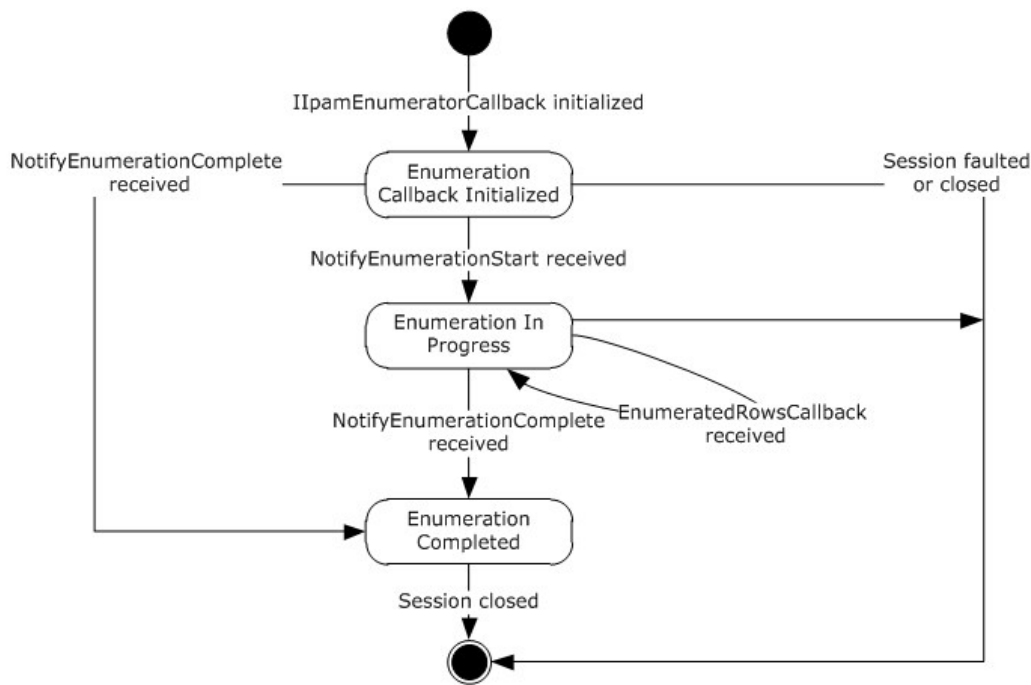 IIpamEnumeratorCallback initialized
NotifyEnumerationComplete
received
Enumeration
Callback Initialized
Session faulted
or closed
NotifyEnumerationStart received
Enumeration In
Progress
NotifyEnumerationComplete
received
EnumeratedRowsCallback
received
Enumeration
Completed
Session closed